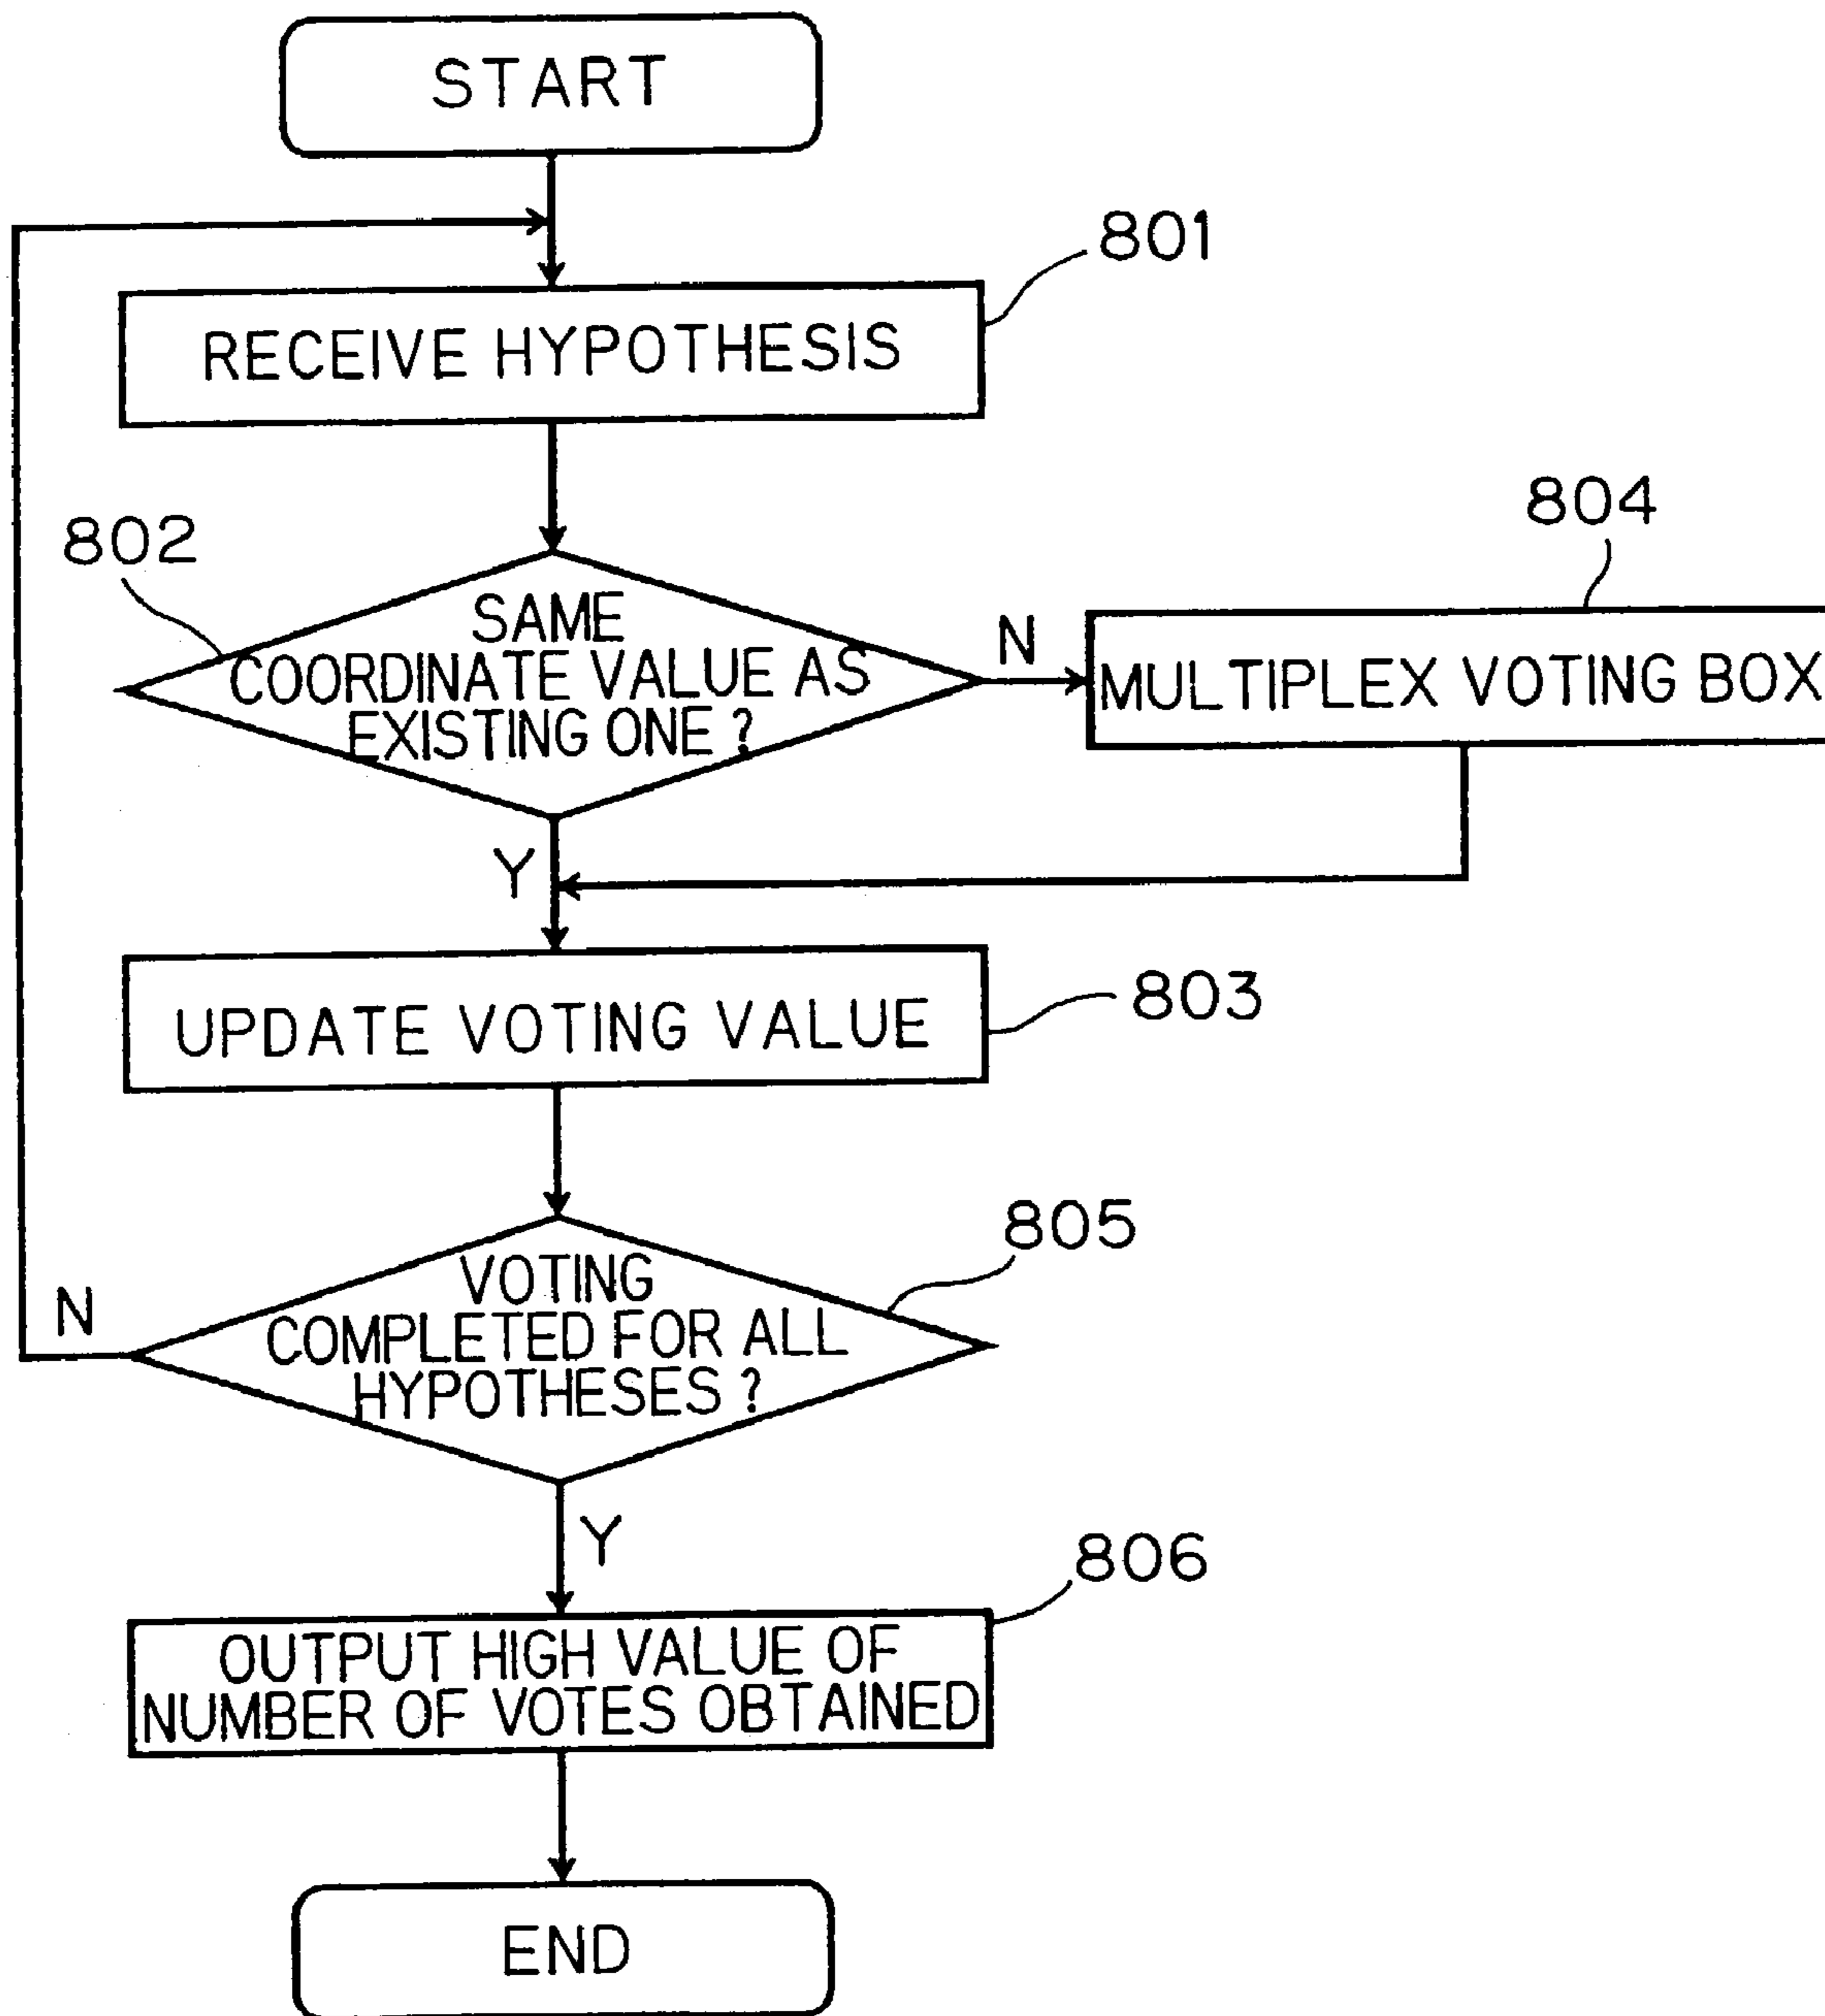 START
801
RECEIVE HYPOTHESIS
802
SAME
COORDINATE VALUE AS
EXISTING ONE ?
N
804
MULTIPLEX VOTING BOX
Y
UPDATE VOTING VALUE
803
805
VOTING
COMPLETED FOR ALL
HYPOTHESES ?
N
Y
806
OUTPUT HIGH VALUE OF
NUMBER OF VOTES OBTAINED
END